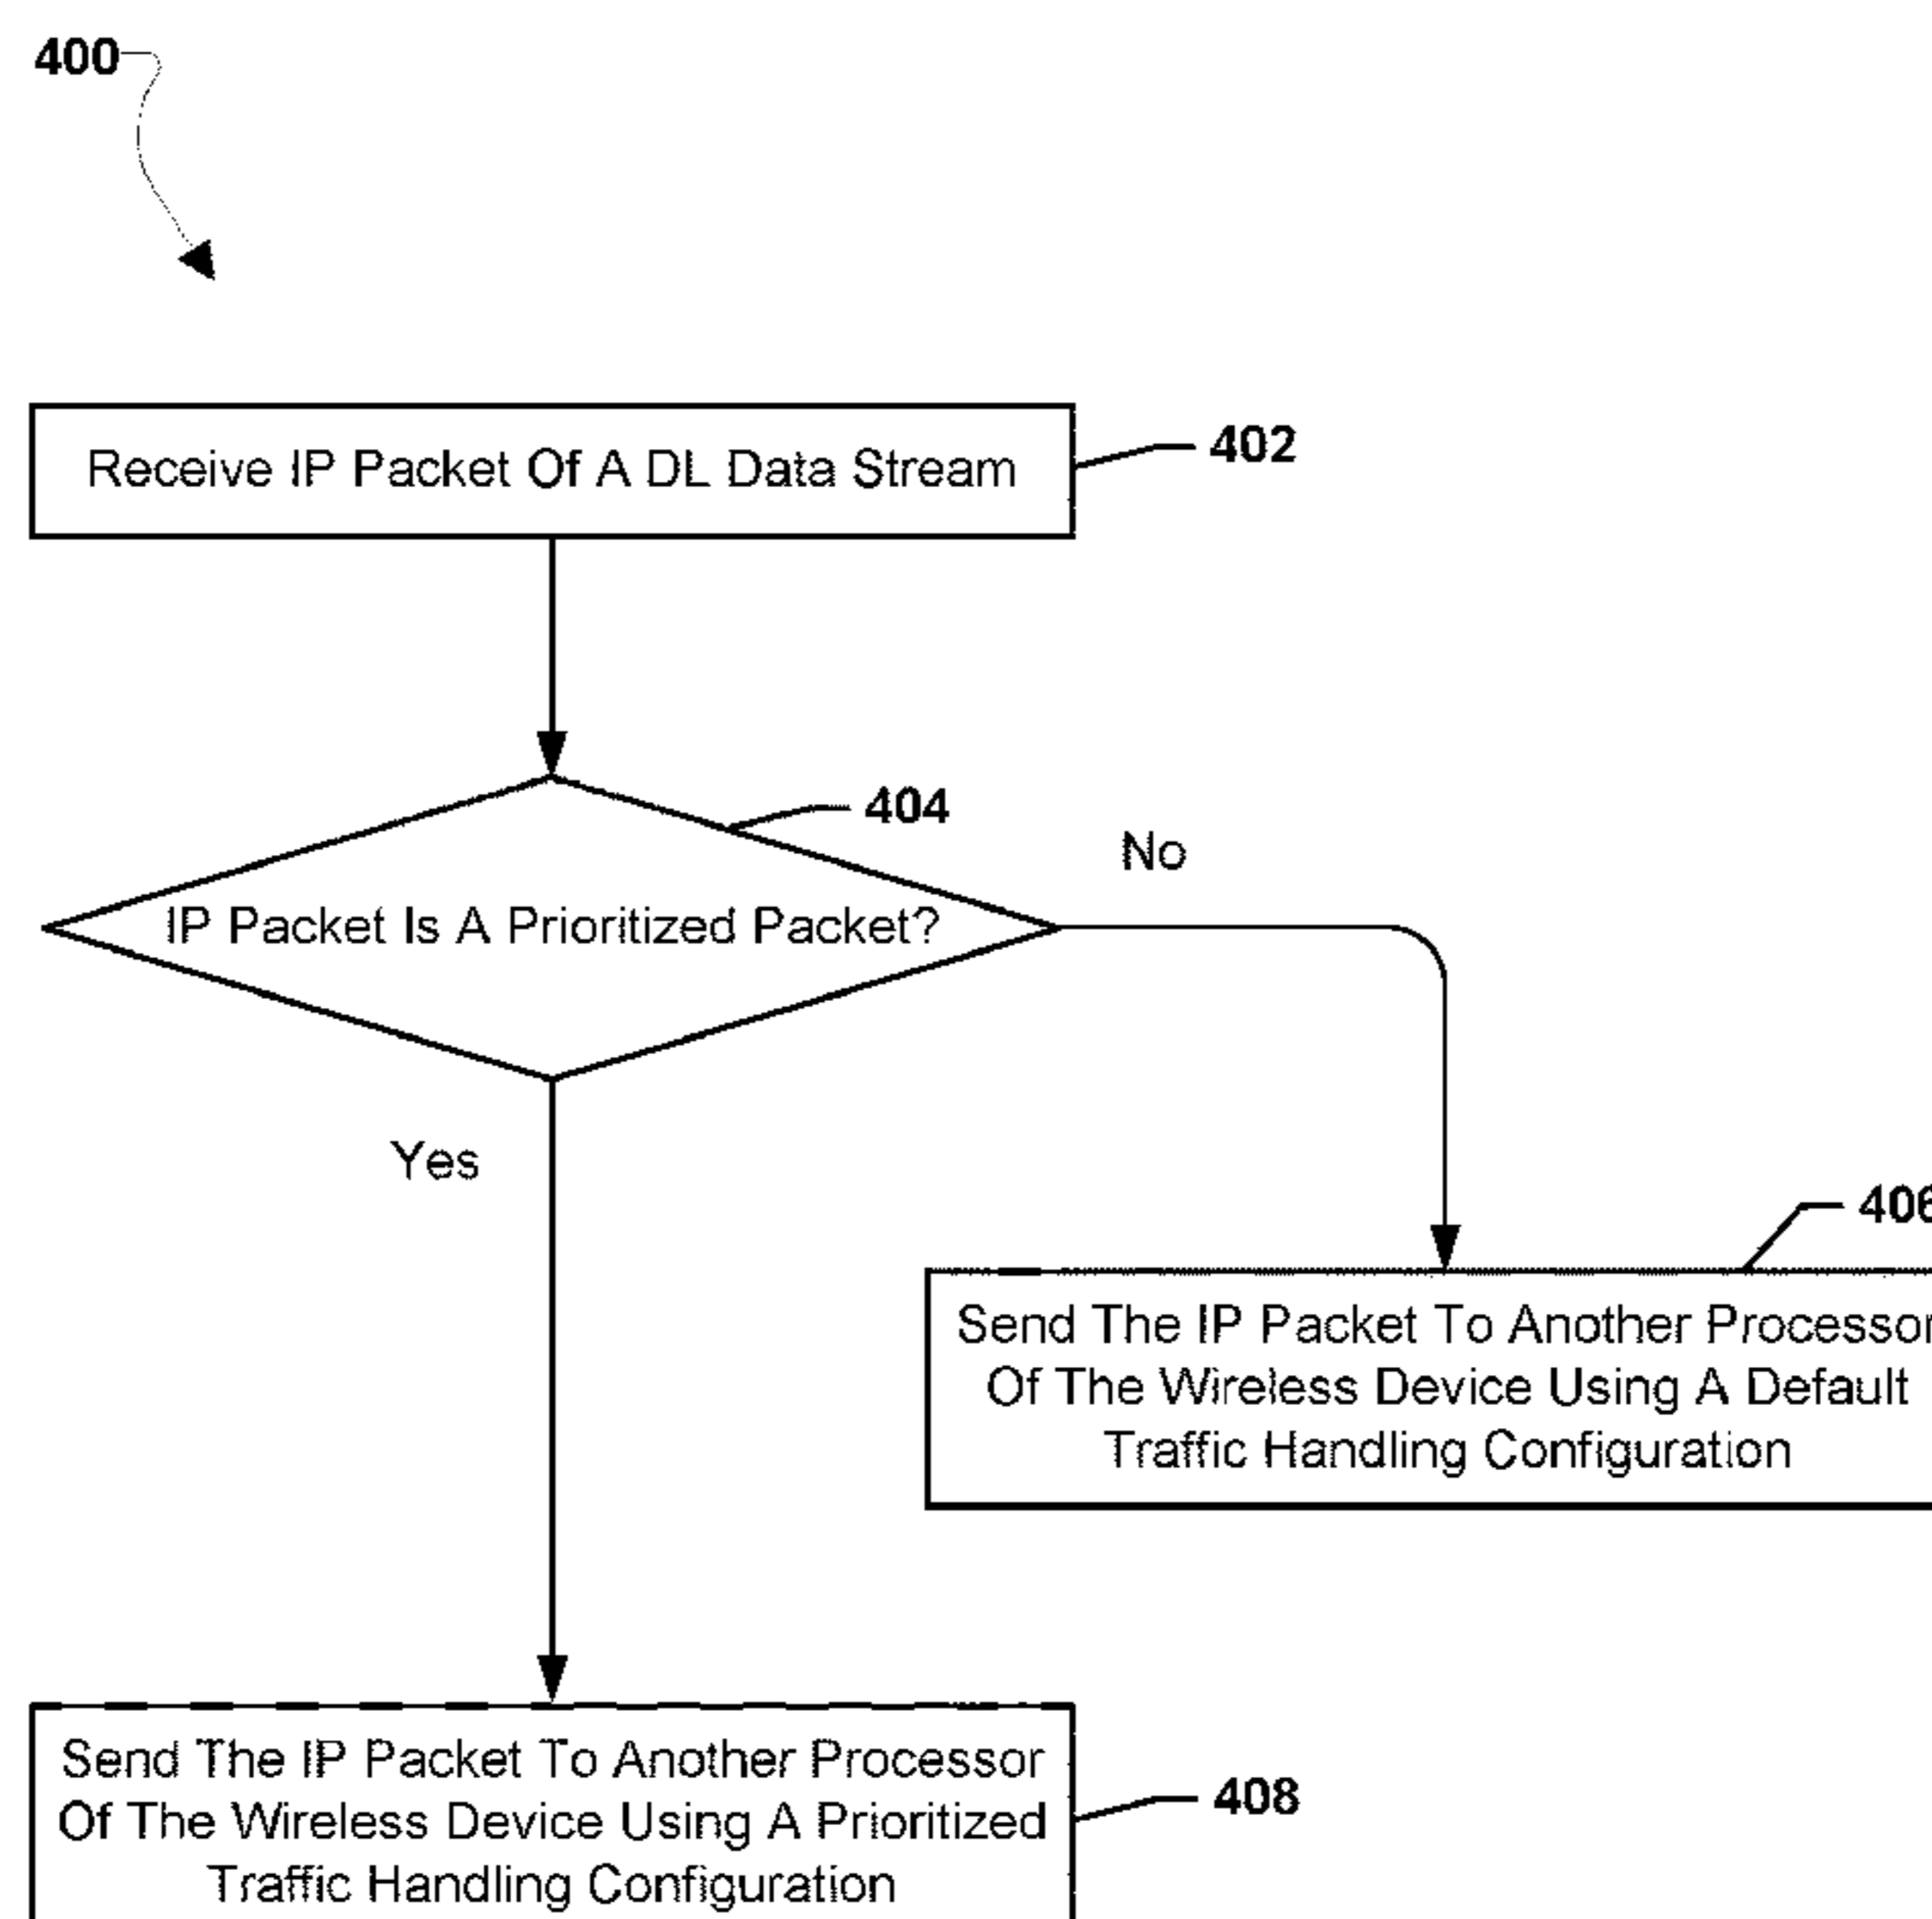 400
Receive IP Packet Of A DL Data Stream
402
404
No
IP Packet Is A Prioritized Packet?
Yes
406
Send The IP Packet To Another Processor
Of The Wireless Device Using A Default
Traffic Handling Configuration
Send The IP Packet To Another Processor
Of The Wireless Device Using A Prioritized
Traffic Handling Configuration
408